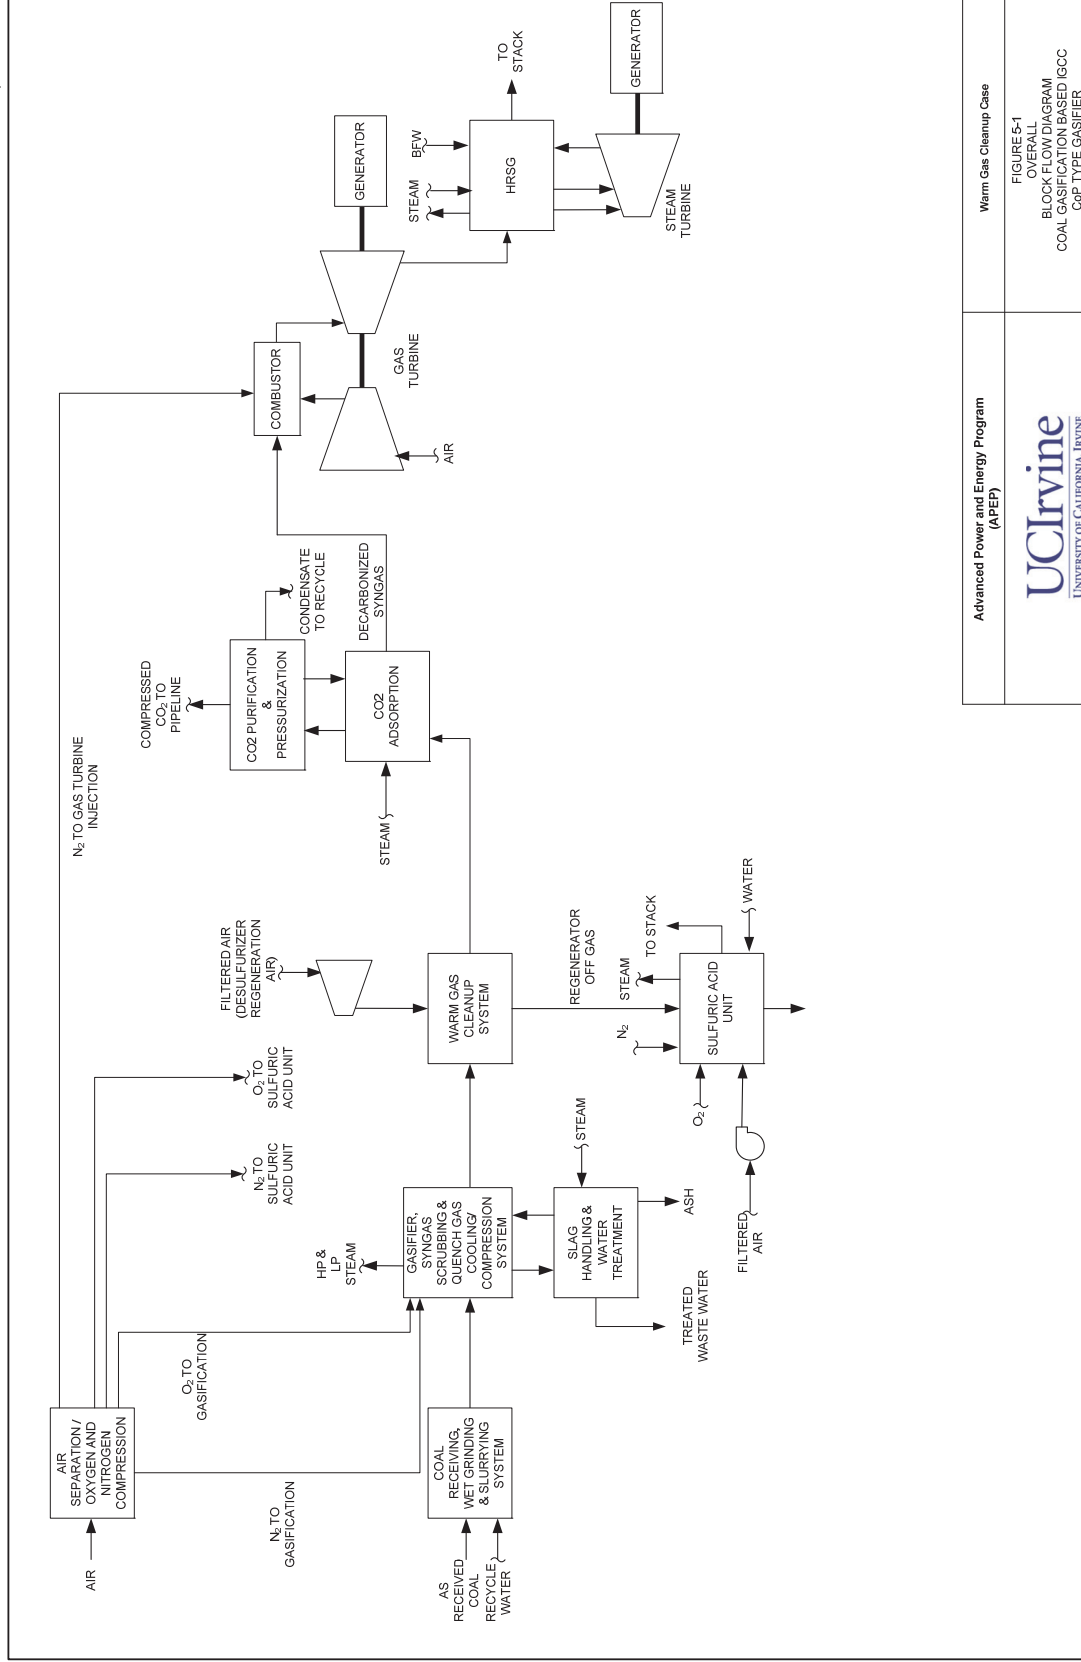 AIR
AIR
SEPARATION /
OXYGEN AND
NITROGEN
COMPRESSION
N₂ TO GAS TURBINE
INJECTION
O₂ TO
SULFURIC
ACID UNIT
N₂ TO
SULFURIC
ACID UNIT
O₂ TO
GASIFICATION
N₂ TO
GASIFICATION
AS
RECEIVED
COAL
RECYCLE
WATER
COAL
RECEIVING,
WET GRINDING
& SLURRYING
SYSTEM
HP &
LP
STEAM
GASIFIER,
SYNGAS
SCRUBBING &
QUENCH GAS
COOLING/
COMPRESSION
SYSTEM
SLAG
HANDLING &
WATER
TREATMENT
STEAM
ASH
TREATED
WASTE WATER
FILTERED AIR
(DESULFURIZER
REGENERATION
AIR)
WARM GAS
CLEANUP
SYSTEM
REGENERATOR
OFF GAS
N₂
STEAM
TO STACK
SULFURIC ACID
UNIT
WATER
O₂
FILTERED
AIR
COMPRESSED
CO₂ TO
PIPELINE
CO2 PURIFICATION
&
PRESSURIZATION
CONDENSATE
TO RECYCLE
STEAM
CO2
ADSORPTION
DECARBONIZED
SYNGAS
COMBUSTOR
AIR
GAS
TURBINE
GENERATOR
STEAM
BFW
HRSG
TO
STACK
STEAM
TURBINE
GENERATOR
Advanced Power and Energy Program
(APEP)
UCIrvine
UNIVERSITY OF CALIFORNIA, IRVINE
Warm Gas Cleanup Case
FIGURE 5-1
OVERALL
BLOCK FLOW DIAGRAM
COAL GASIFICATION BASED IGCC
CoP TYPE GASIFIER